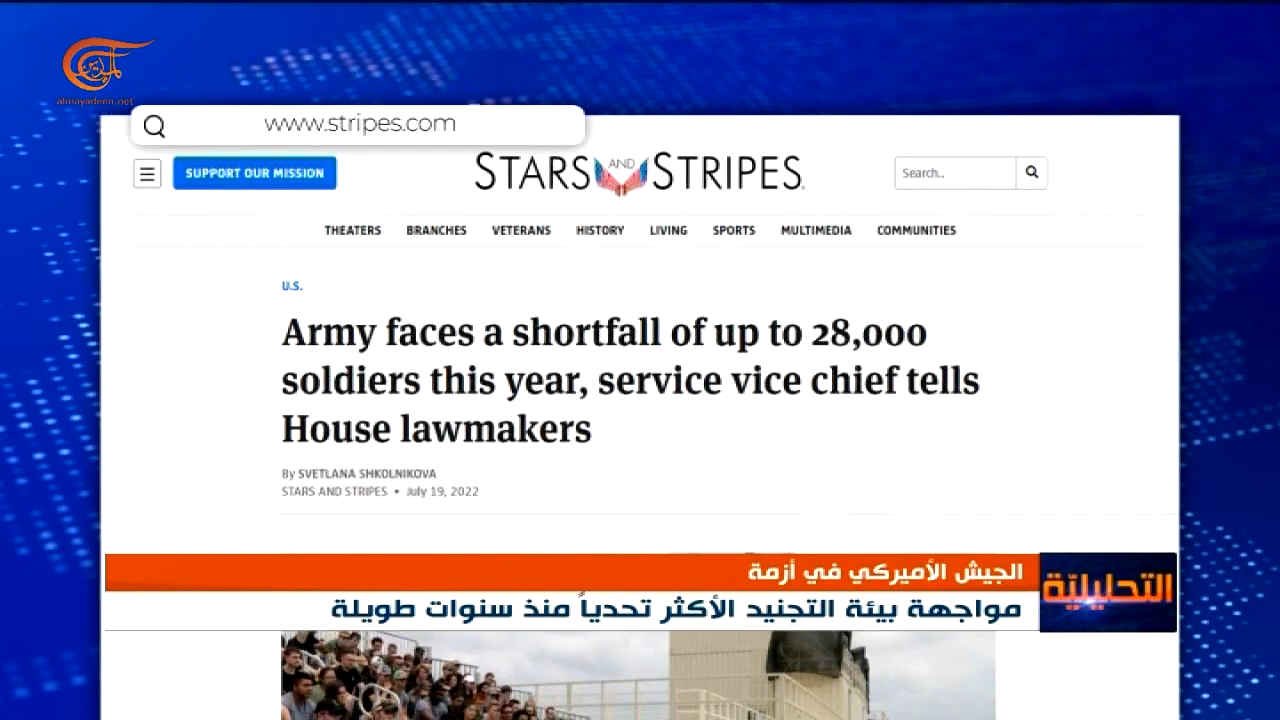 الميادين
almayadeen.net
www.stripes.com
SUPPORT OUR MISSION
STARS AND STRIPES
Search..
THEATERS BRANCHES VETERANS HISTORY LIVING SPORTS MULTIMEDIA COMMUNITIES
U.S.
Army faces a shortfall of up to 28,000
soldiers this year, service vice chief tells
House lawmakers
By SVETLANA SHKOLNIKOVA
STARS AND STRIPES • July 19, 2022
الجيش الأميركي في أزمة
مواجهة بيئة التجنيد الأكثر تحدياً منذ سنوات طويلة
التحليليّة